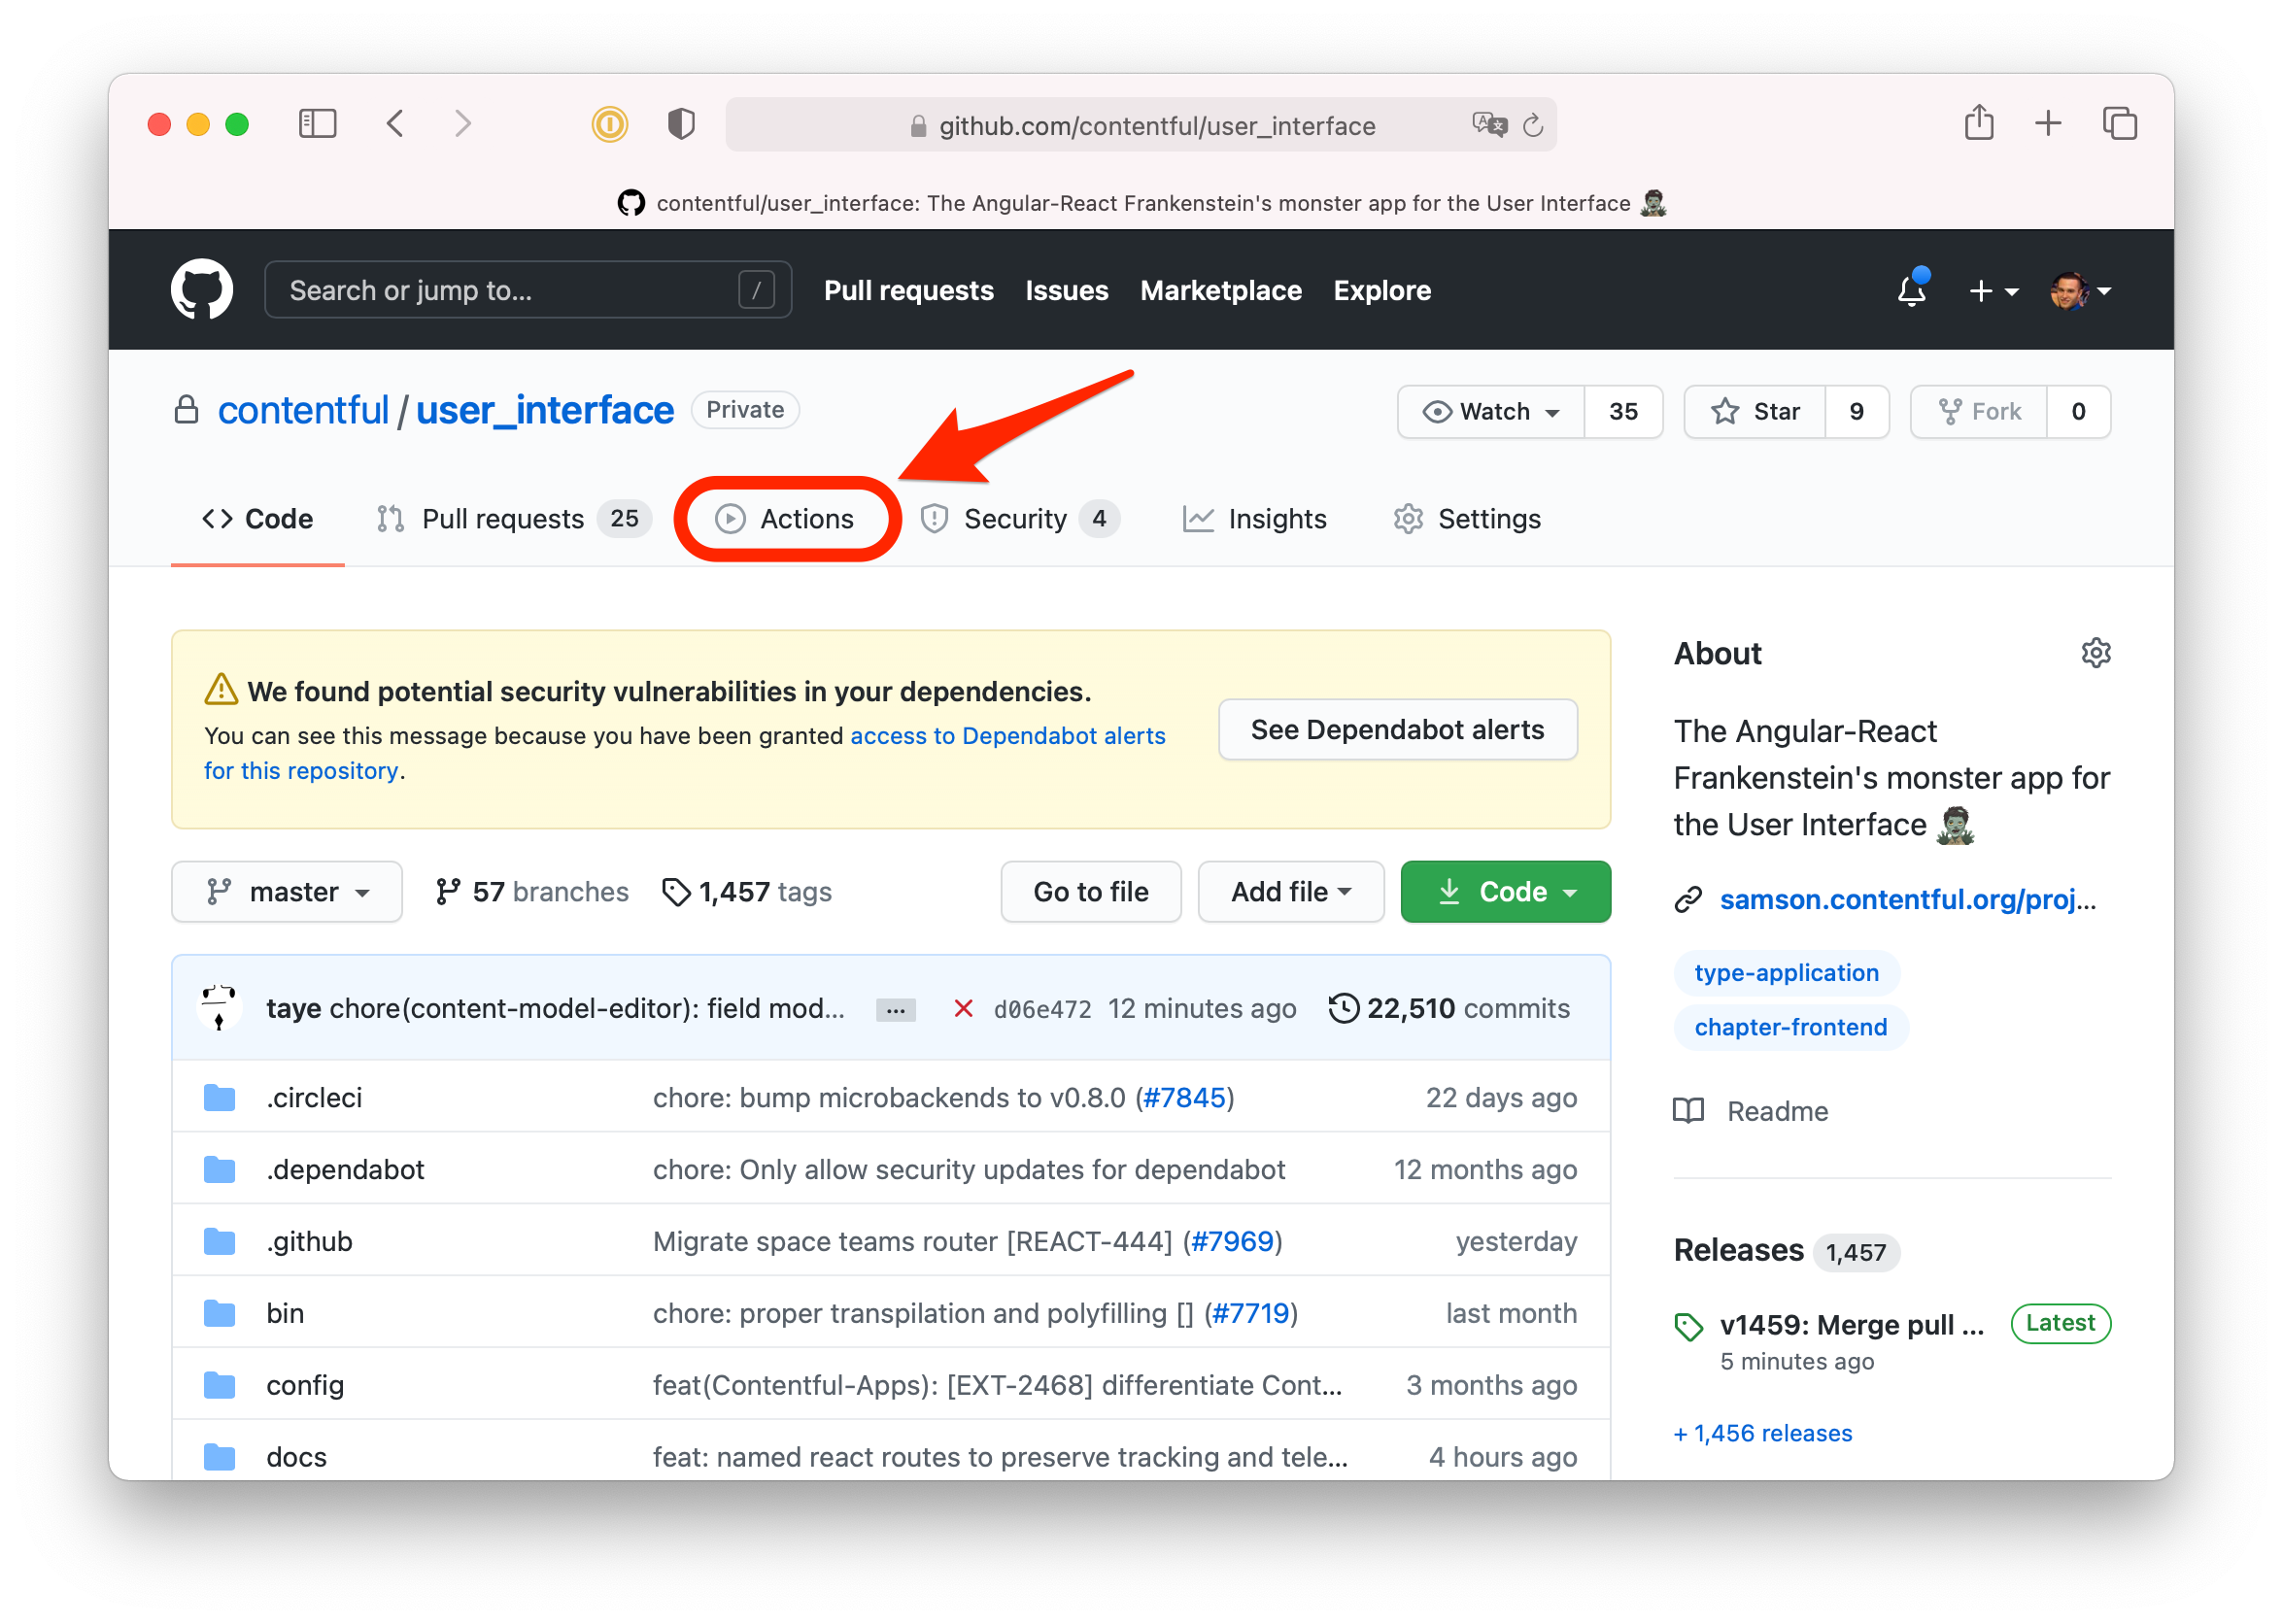 github.com/contentful/user_interface
contentful/user_interface: The Angular-React Frankenstein's monster app for the User Interface 🧟‍♂️
Search or jump to... / Pull requests Issues Marketplace Explore
contentful / user_interface Private Watch 35 Star 9 Fork 0
Code Pull requests 25 Actions Security 4 Insights Settings
We found potential security vulnerabilities in your dependencies.
You can see this message because you have been granted access to Dependabot alerts
for this repository.
See Dependabot alerts
master 57 branches 1,457 tags Go to file Add file Code
taye chore(content-model-editor): field mod... ... d06e472 12 minutes ago 22,510 commits
.circleci chore: bump microbackends to v0.8.0 (#7845) 22 days ago
.dependabot chore: Only allow security updates for dependabot 12 months ago
.github Migrate space teams router [REACT-444] (#7969) yesterday
bin chore: proper transpilation and polyfilling [] (#7719) last month
config feat(Contentful-Apps): [EXT-2468] differentiate Cont... 3 months ago
docs feat: named react routes to preserve tracking and tele... 4 hours ago
About
The Angular-React
Frankenstein's monster app for
the User Interface 🧟‍♂️
samson.contentful.org/proj...
type-application
chapter-frontend
Readme
Releases 1,457
v1459: Merge pull ... Latest
5 minutes ago
+ 1,456 releases